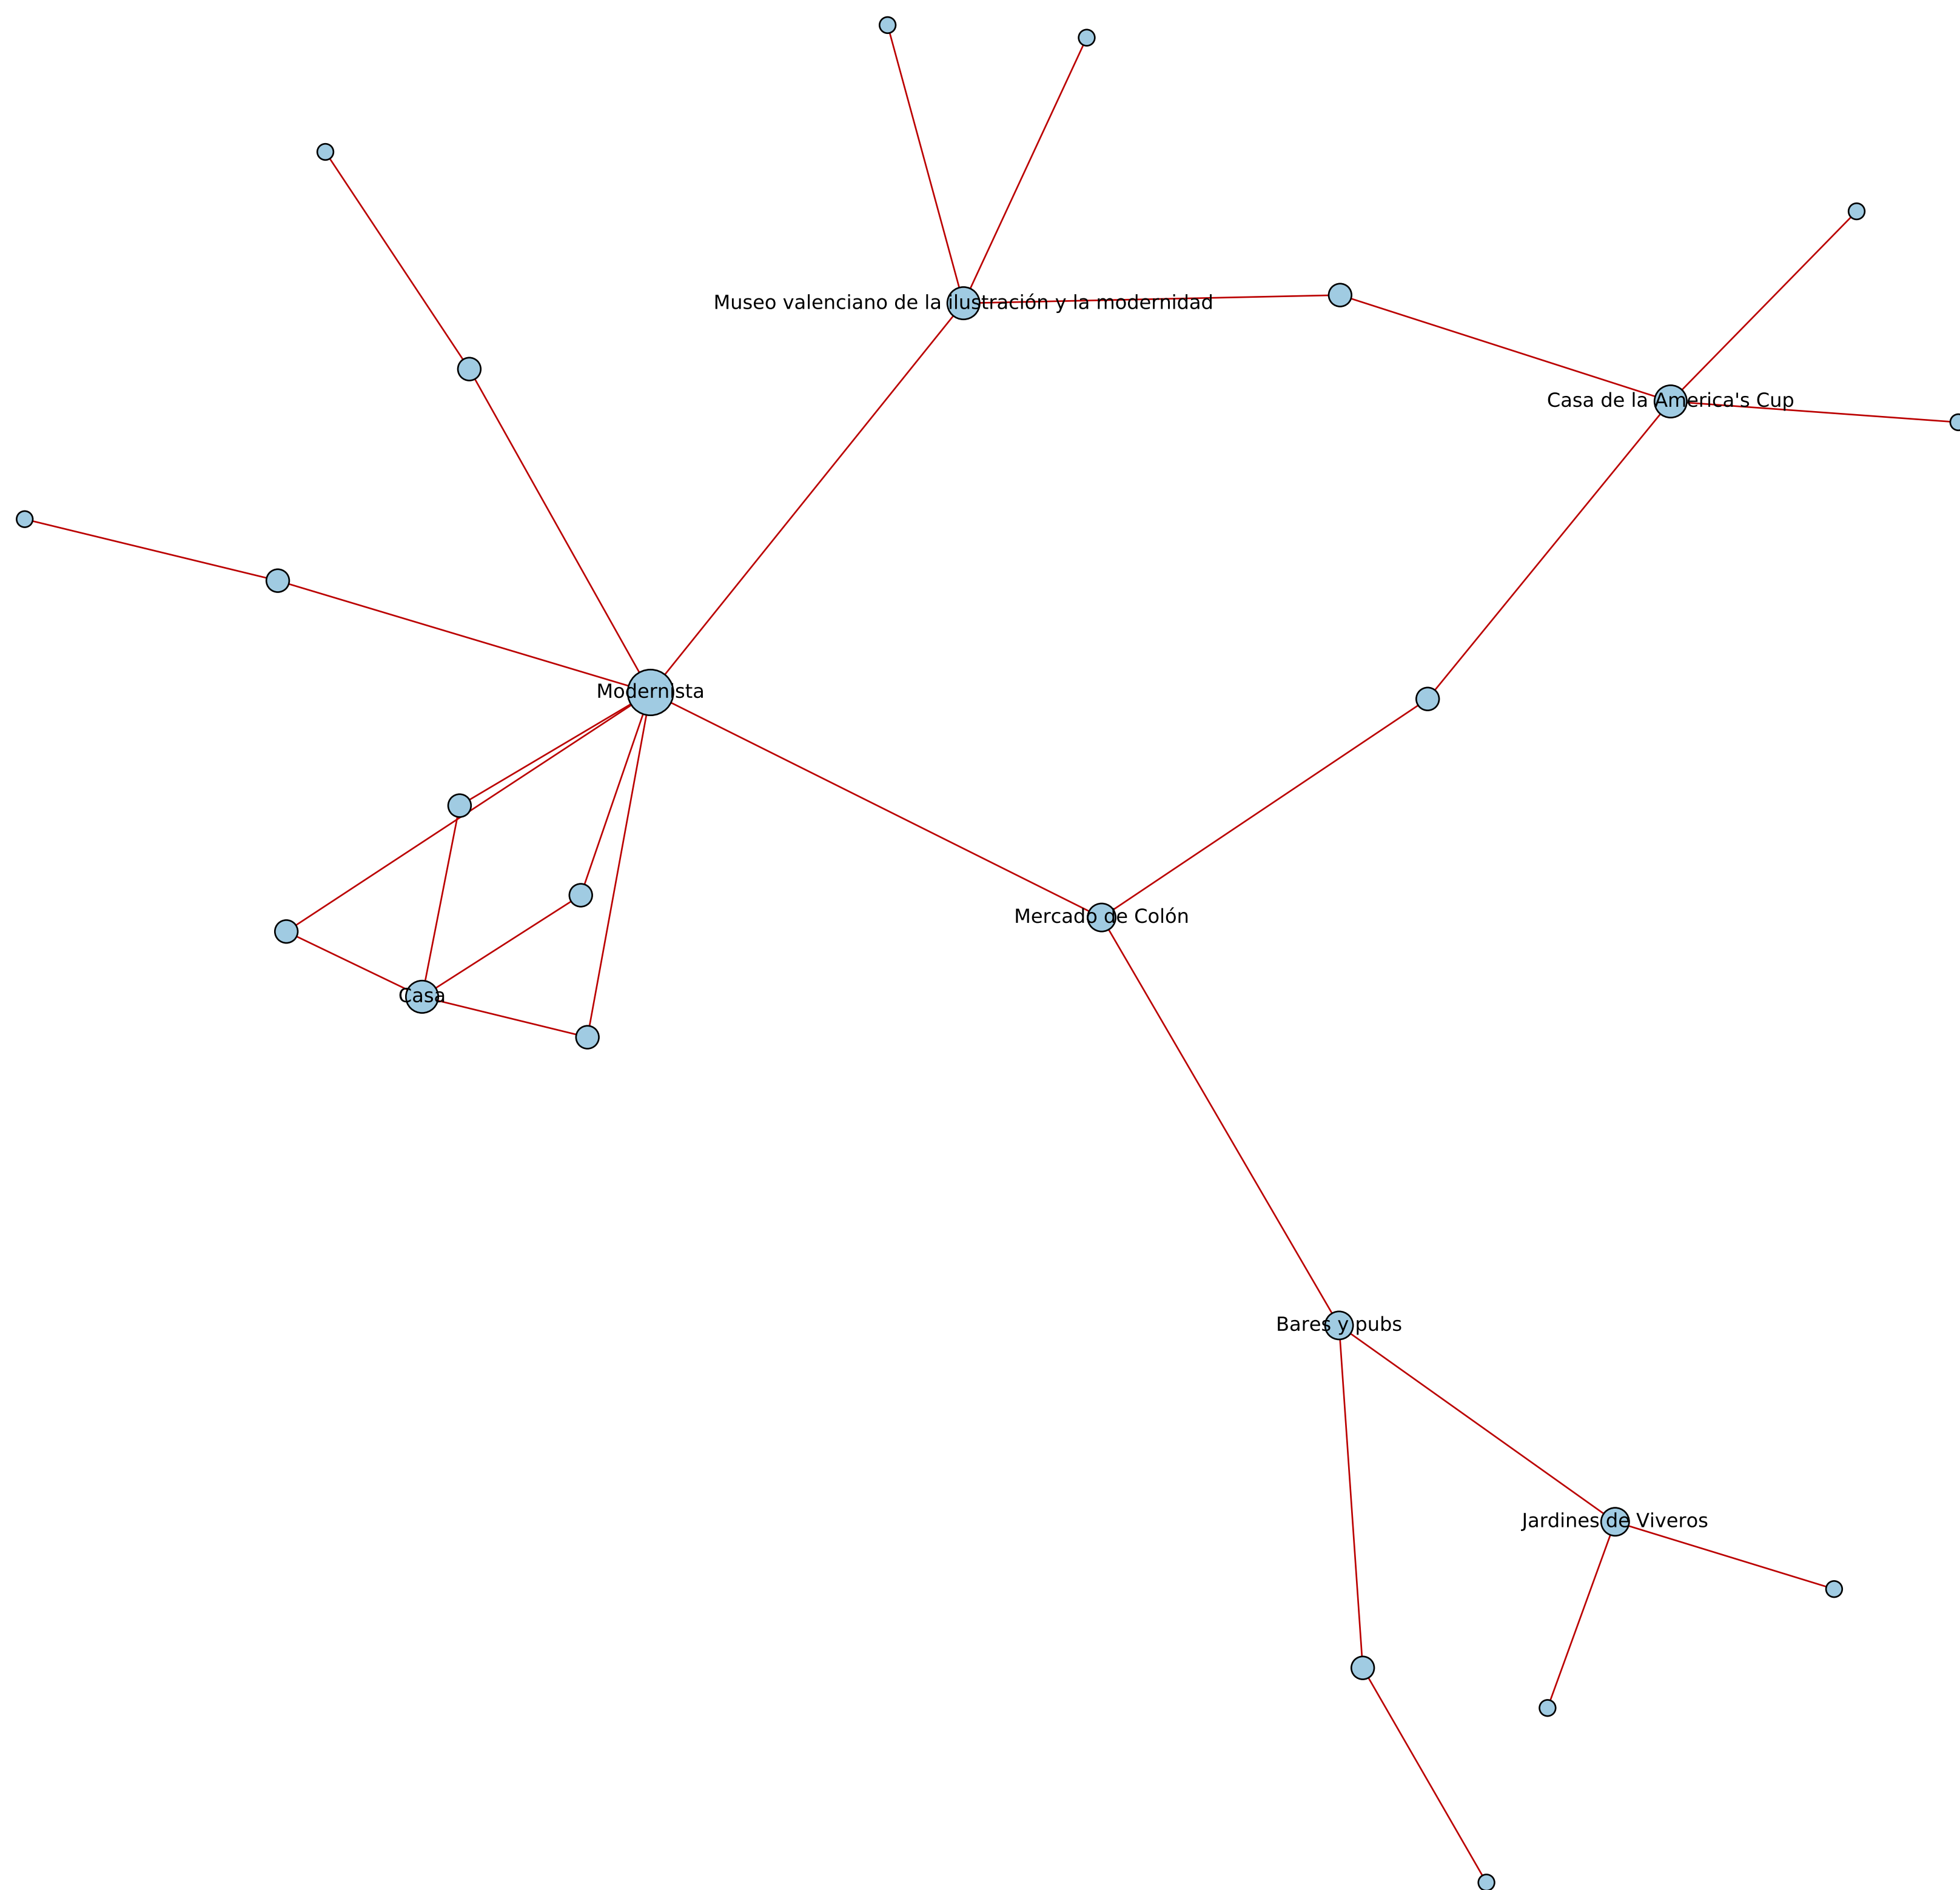 Museo valenciano de la ilustración y la modernidad
Casa de la America's Cup
Modernista
Mercado de Colón
Casa
Bares y pubs
Jardines de Viveros